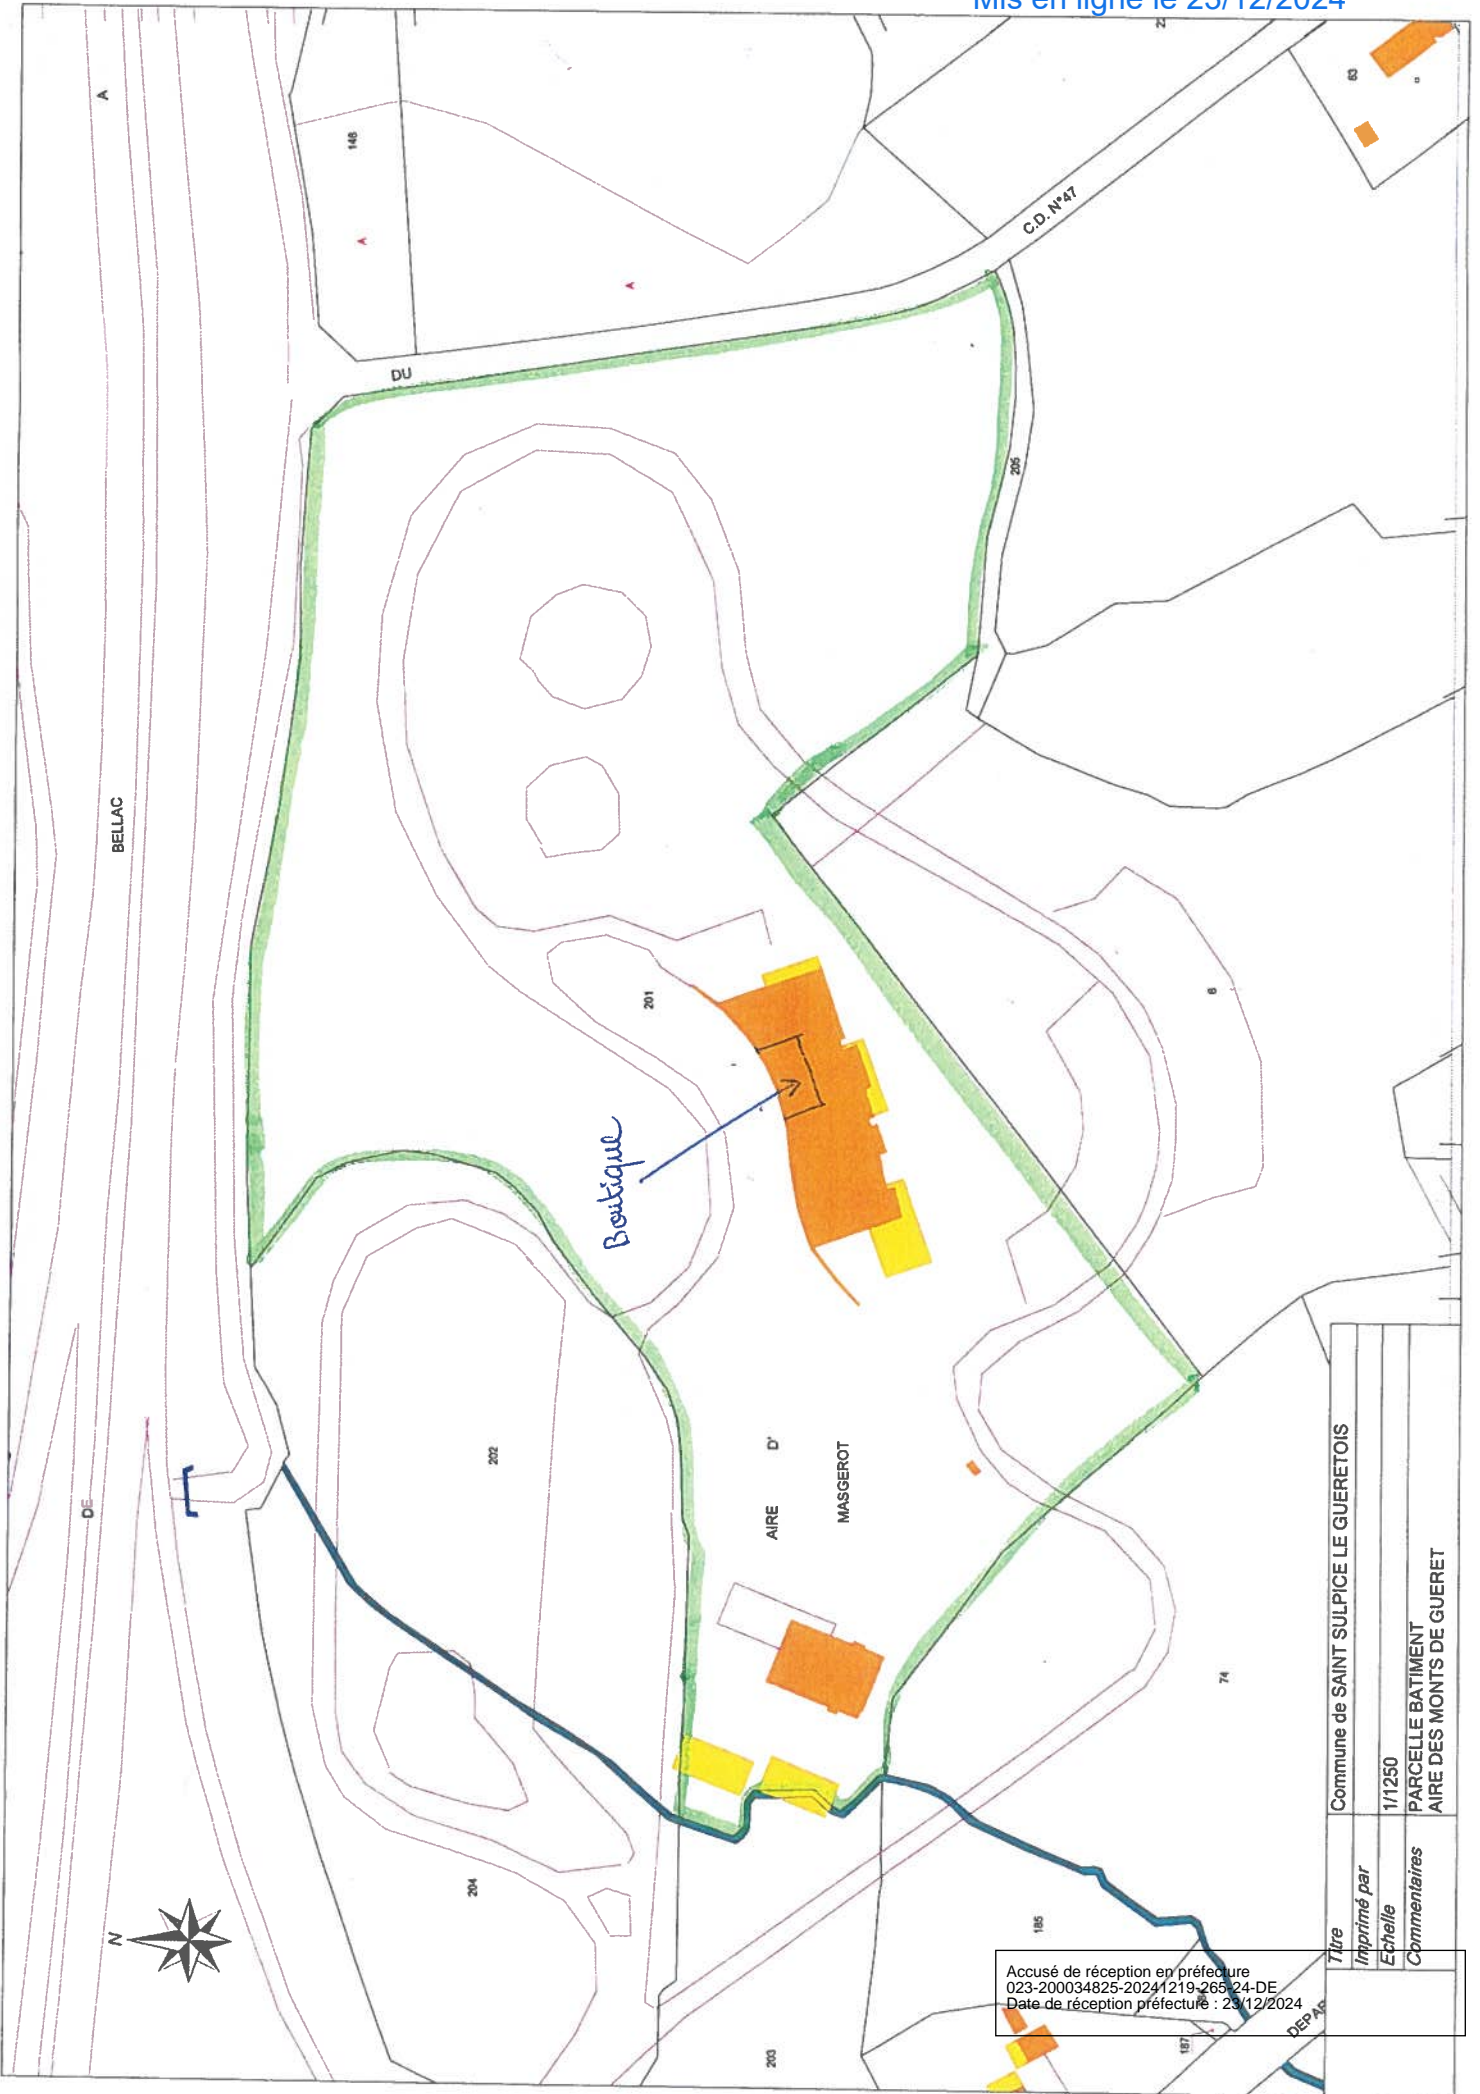 Mis en ligne le 23/12/2024
A
146
A
A
63
C.D. N°47
DU
205
BELLAC
201
6
Boutique
DE
202
AIRE D'
MASGEROT
74
204
N
185
203
187
DEPAR
Titre
Commune de SAINT SULPICE LE GUERETOIS
Imprimé par
Echelle
1/1250
Commentaires
PARCELLE BATIMENT
AIRE DES MONTS DE GUERET
Accusé de réception en préfecture
023-200034825-20241219-265-24-DE
Date de réception préfecture : 23/12/2024